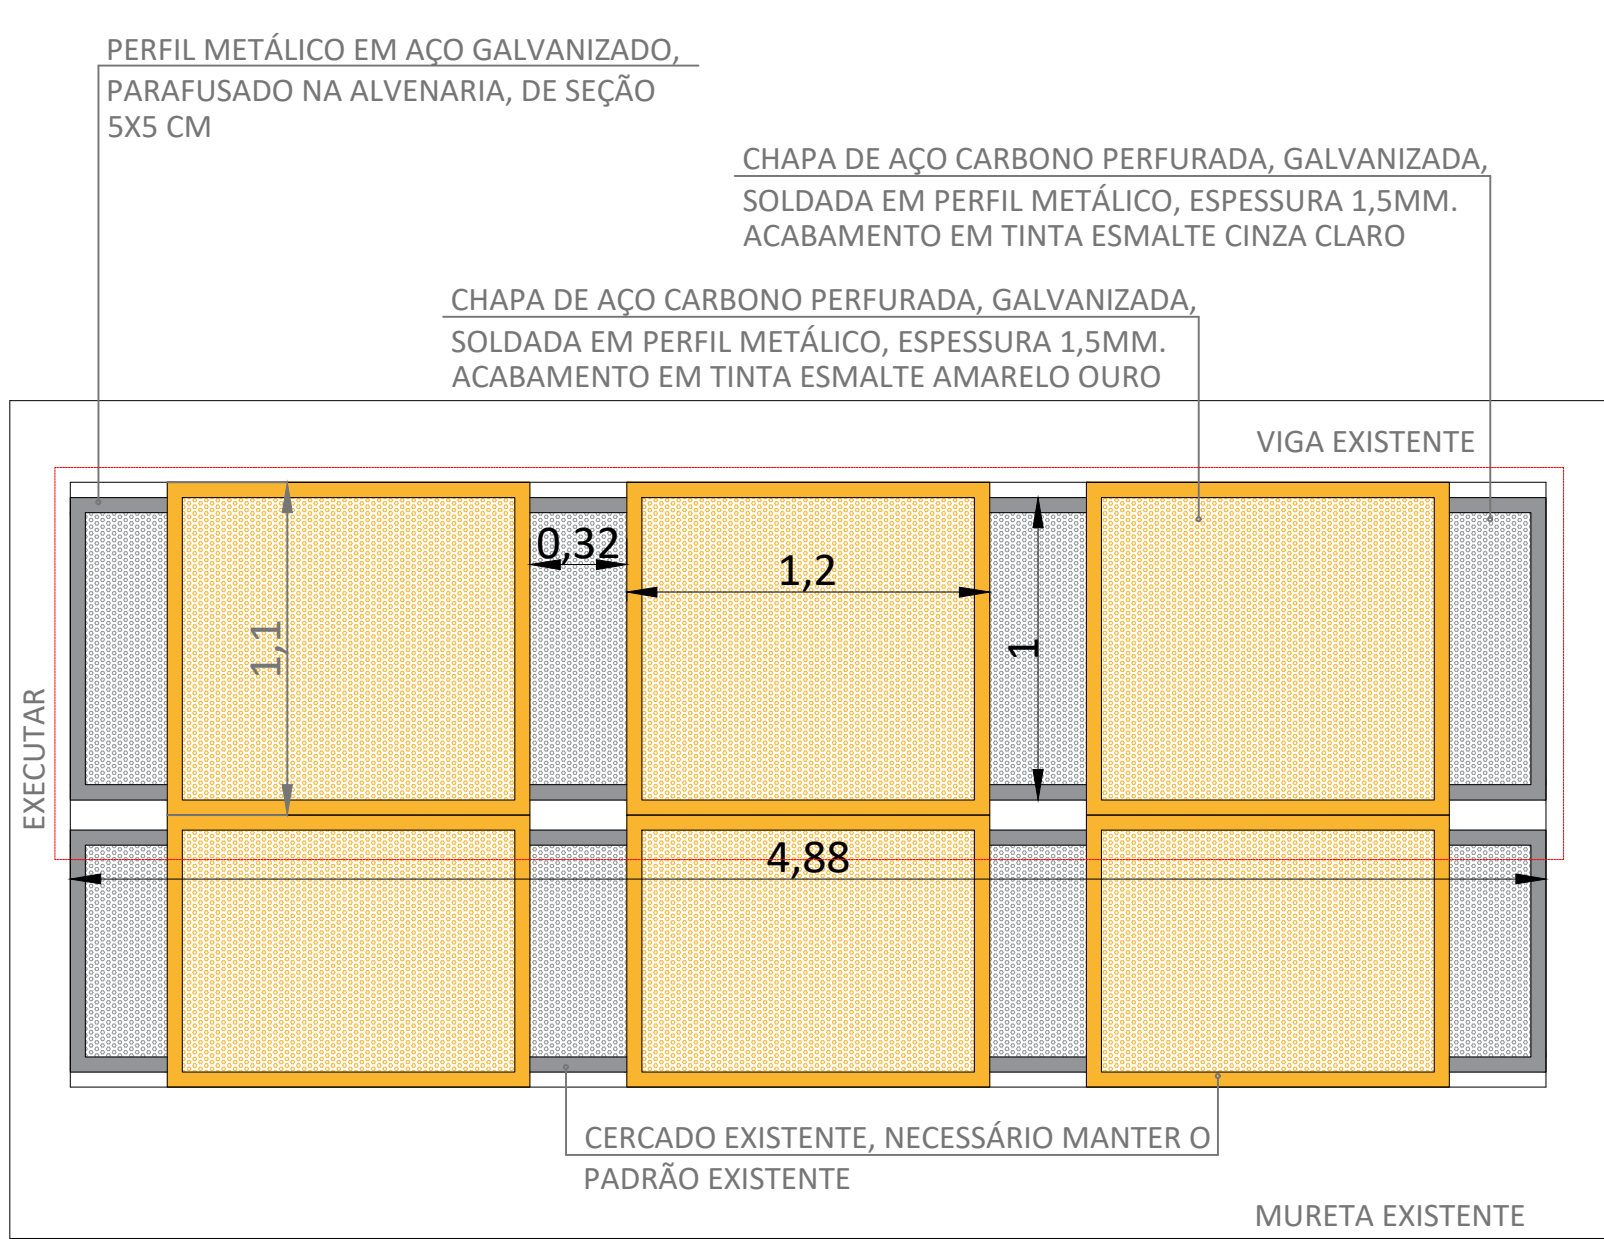 PERFIL METÁLICO EM AÇO GALVANIZADO,
PARAFUSADO NA ALVENARIA, DE SEÇÃO
5X5 CM
CHAPA DE AÇO CARBONO PERFURADA, GALVANIZADA,
SOLDADA EM PERFIL METÁLICO, ESPESSURA 1,5MM.
ACABAMENTO EM TINTA ESMALTE CINZA CLARO
CHAPA DE AÇO CARBONO PERFURADA, GALVANIZADA,
SOLDADA EM PERFIL METÁLICO, ESPESSURA 1,5MM.
ACABAMENTO EM TINTA ESMALTE AMARELO OURO
VIGA EXISTENTE
0,32
1,2
1,1
1
EXECUTAR
4,88
CERCADO EXISTENTE, NECESSÁRIO MANTER O
PADRÃO EXISTENTE
MURETA EXISTENTE